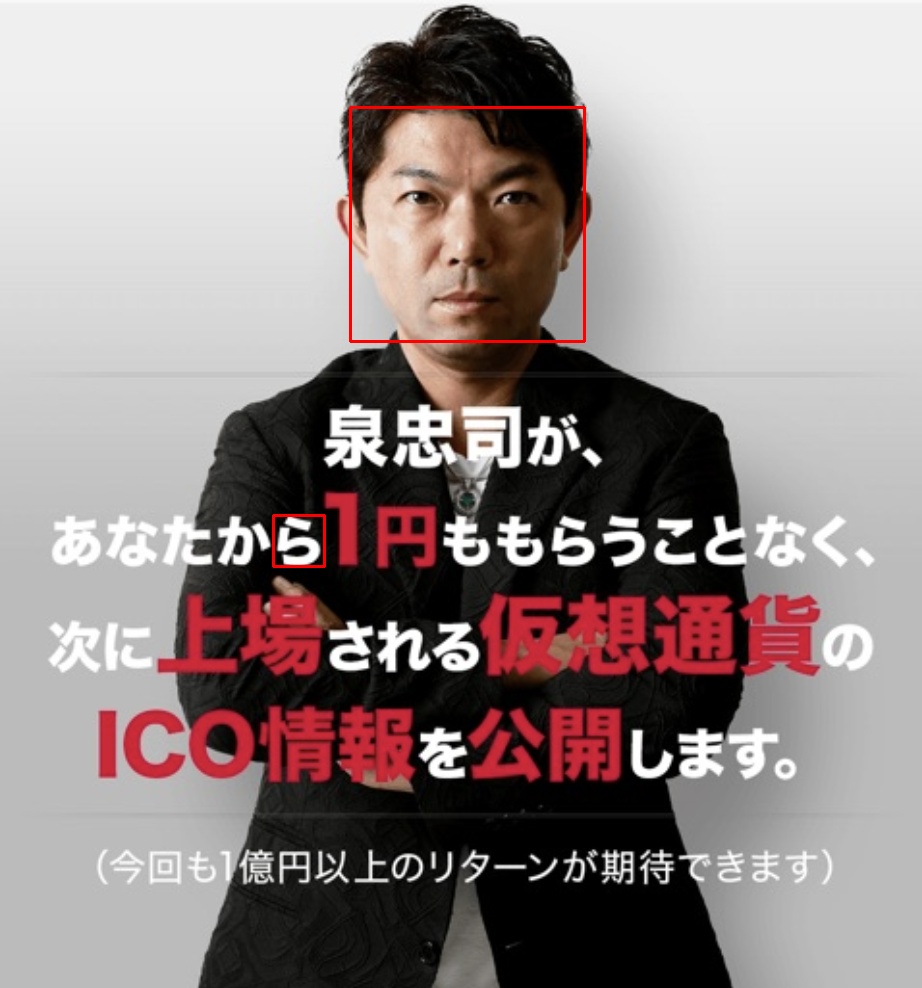 泉忠司が、
あなたから1円ももらうことなく、
次に上場される仮想通貨の
ICO情報を公開します。
（今回も1億円以上のリターンが期待できます）